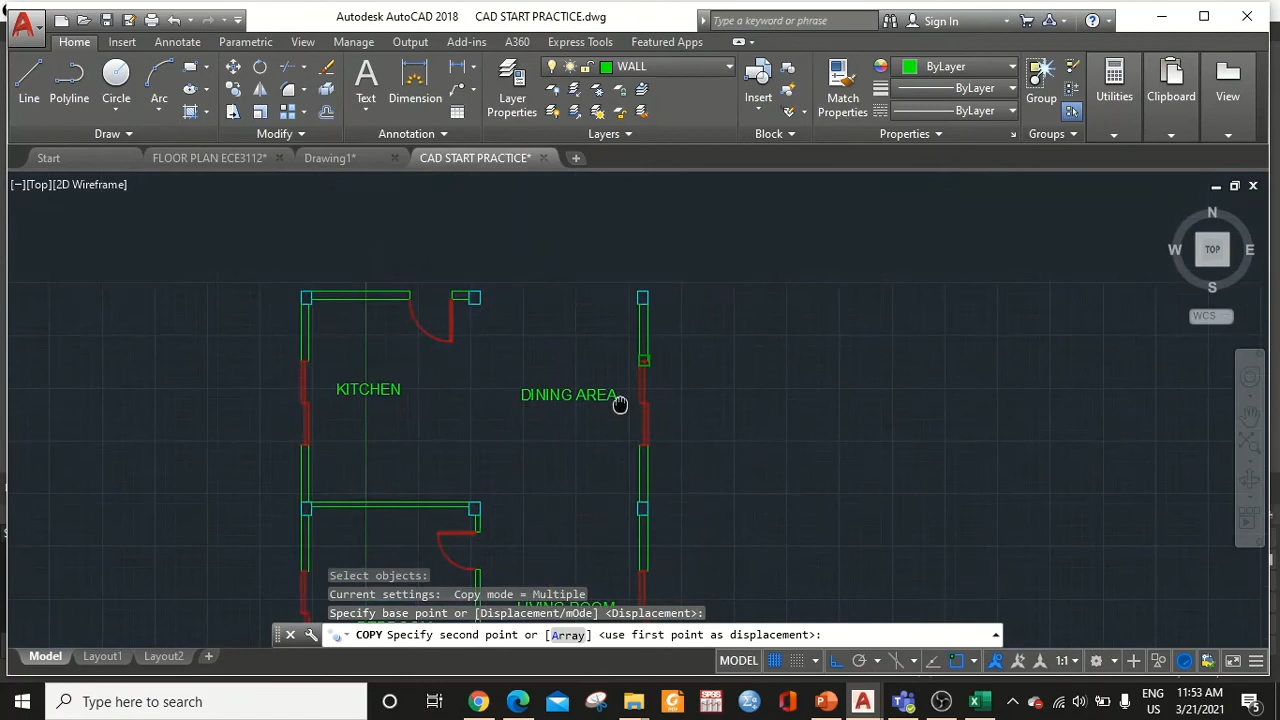 Autodesk AutoCAD 2018 CAD START PRACTICE.dwg
Type a keyword or phrase
Sign In
Home Insert Annotate Parametric View Manage Output Add-ins A360 Express Tools Featured Apps
WALL
ByLayer
ByLayer
ByLayer
Line Polyline Circle Arc
Text Dimension
Layer Properties
Insert
Match Properties
Group
Utilities Clipboard View
Draw Modify Annotation Layers Block Properties Groups
Start FLOOR PLAN ECE3112* Drawing1* CAD START PRACTICE*
[−][Top][2D Wireframe]
N
W TOP E
S
WCS
KITCHEN
DINING AREA
LIVING ROOM
Select objects:
Current settings: Copy mode = Multiple
Specify base point or [Displacement/mOde] <Displacement>:
COPY Specify second point or [Array] <use first point as displacement>:
Model Layout1 Layout2
MODEL
1:1
Type here to search
ENG
US
11:53 AM
3/21/2021
5